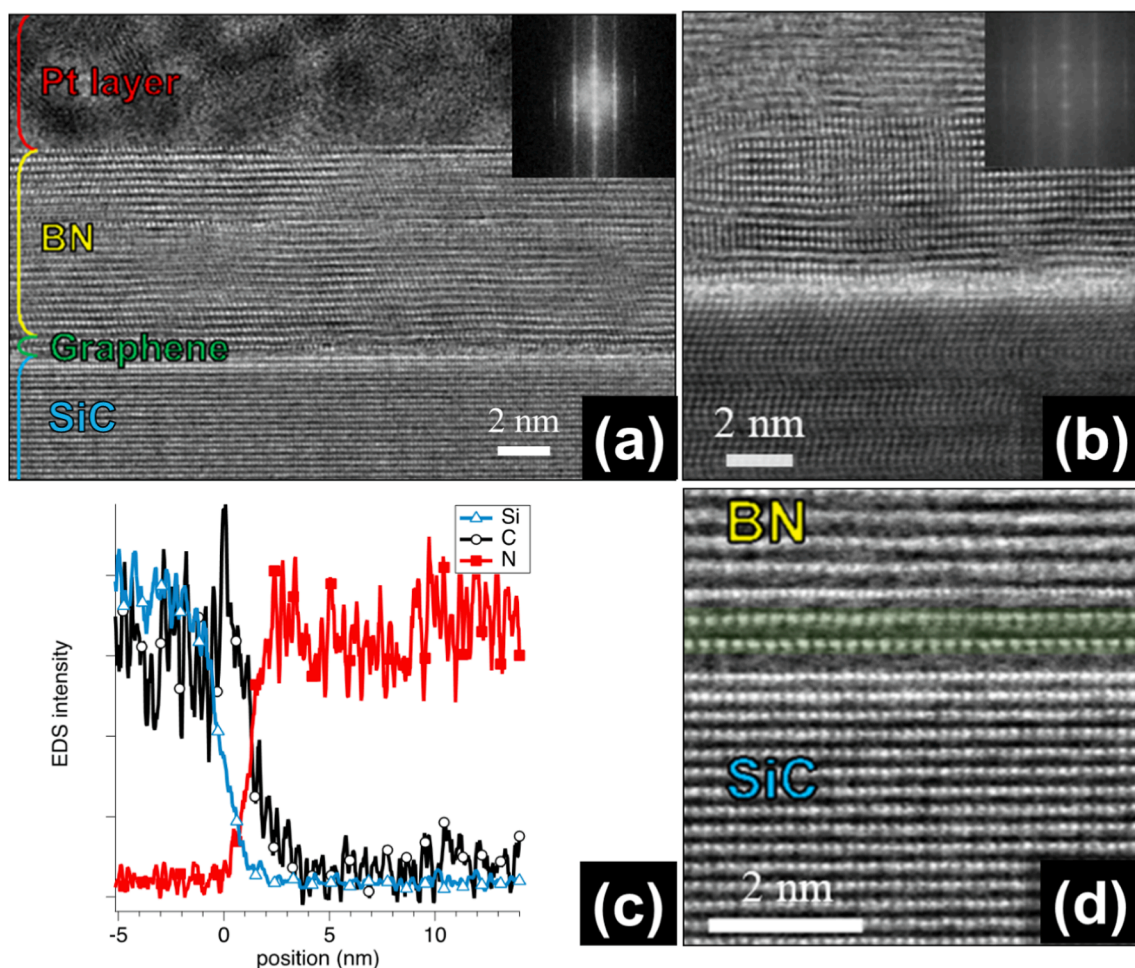 Pt layer
BN
Graphene
SiC
2 nm
(a)
2 nm
(b)
Si
C
N
EDS intensity
-5
0
5
10
position (nm)
(c)
BN
SiC
2 nm
(d)